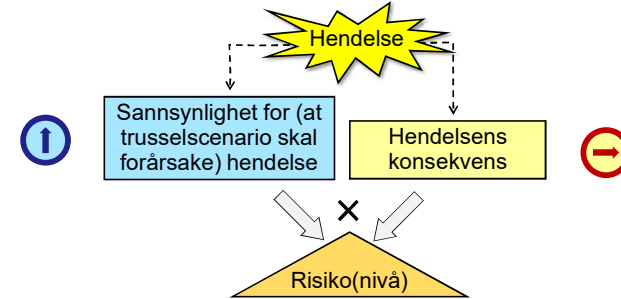 Hendelse
Sannsynlighet for (at
trusselscenario skal
forårsake) hendelse
Hendelsens
konsekvens
×
Risiko(nivå)